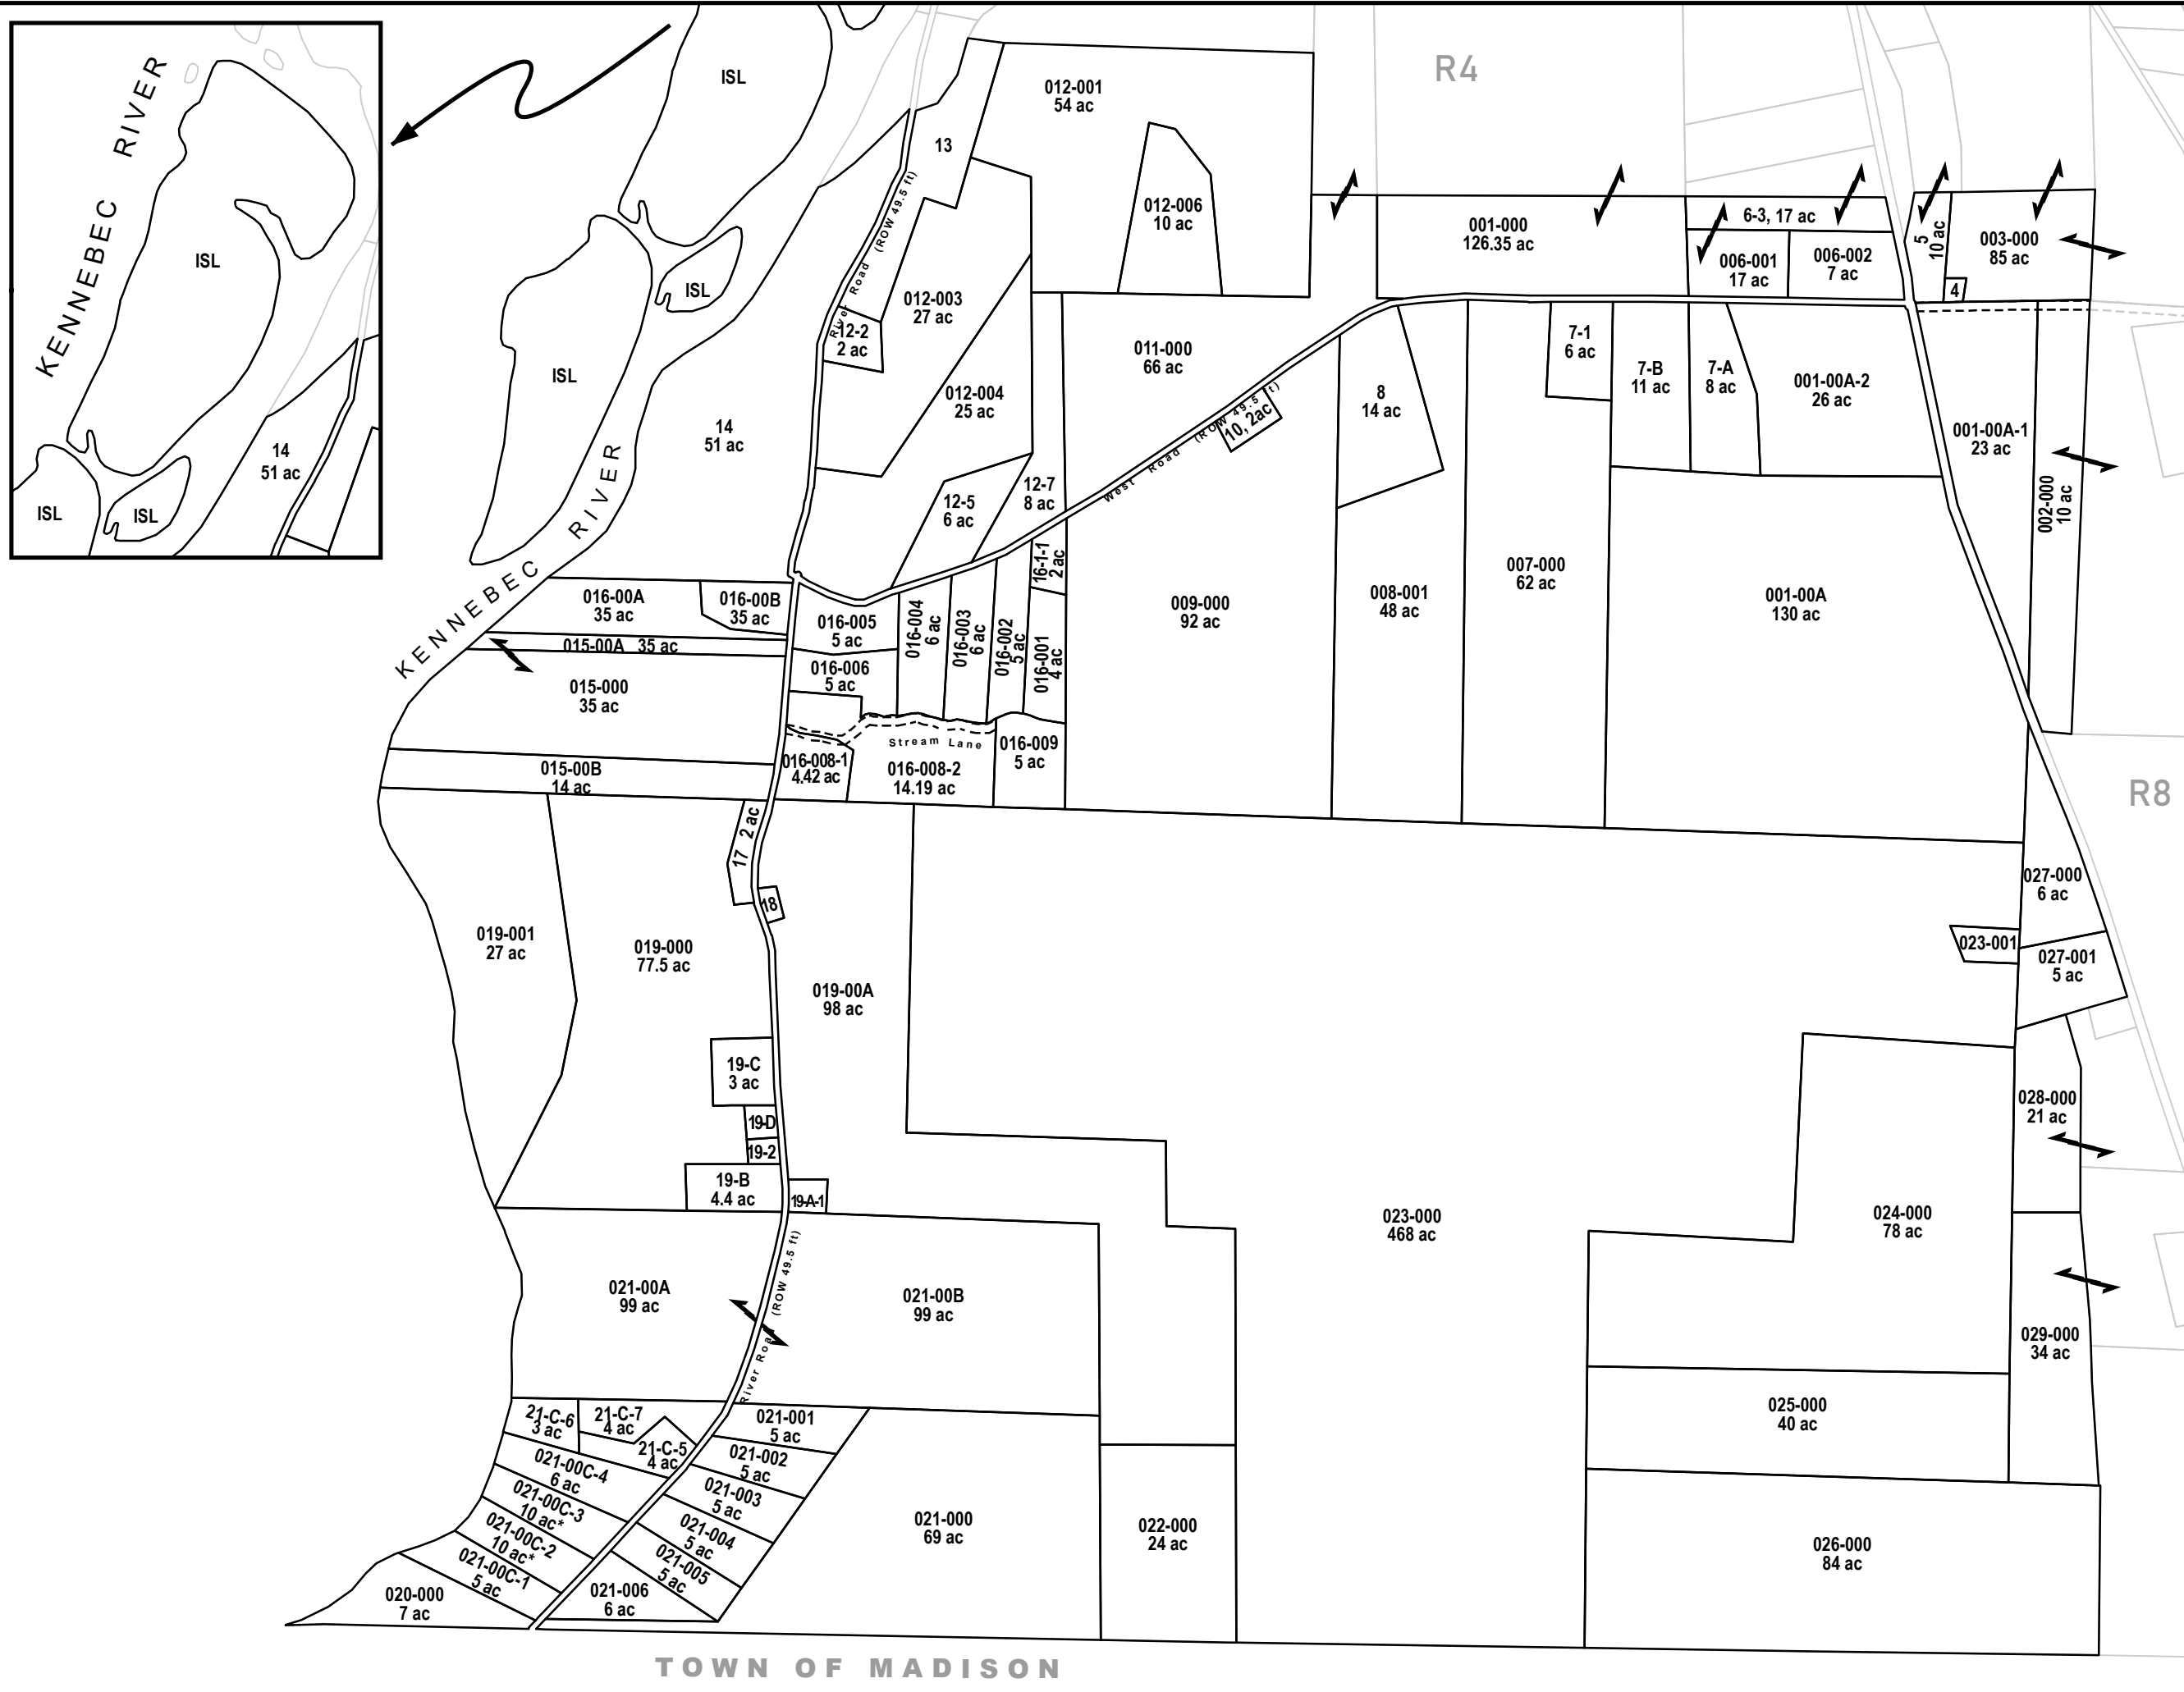 KENNEBEC RIVER
ISL
14
51 ac
ISL
ISL
ISL
ISL
ISL
KENNEBEC RIVER
14
51 ac
River Road (ROW 49.5 ft)
13
012-001
54 ac
012-006
10 ac
012-003
27 ac
12-2
2 ac
012-004
25 ac
12-5
6 ac
12-7
8 ac
011-000
66 ac
West Road (ROW 49.5 ft)
10, 2ac
R4
001-000
126.35 ac
6-3, 17 ac
006-001
17 ac
006-002
7 ac
5
10 ac
4
003-000
85 ac
8
14 ac
7-1
6 ac
7-B
11 ac
7-A
8 ac
001-00A-2
26 ac
001-00A-1
23 ac
002-000
10 ac
016-00A
35 ac
016-00B
35 ac
015-00A 35 ac
015-000
35 ac
015-00B
14 ac
016-005
5 ac
016-006
5 ac
016-004
6 ac
016-003
6 ac
016-002
5 ac
16-1-1
2 ac
016-001
4 ac
Stream Lane
016-008-1
4.42 ac
016-008-2
14.19 ac
016-009
5 ac
009-000
92 ac
008-001
48 ac
007-000
62 ac
001-00A
130 ac
R8
17 2 ac
18
019-001
27 ac
019-000
77.5 ac
019-00A
98 ac
027-000
6 ac
023-001
027-001
5 ac
19-C
3 ac
19-D
19-2
19-B
4.4 ac
19-A-1
028-000
21 ac
023-000
468 ac
024-000
78 ac
021-00A
99 ac
River Road (ROW 49.5 ft)
021-00B
99 ac
029-000
34 ac
025-000
40 ac
21-C-6
3 ac
21-C-7
4 ac
21-C-5
4 ac
021-00C-4
6 ac
021-00C-3
10 ac*
021-00C-2
10 ac*
021-00C-1
5 ac
020-000
7 ac
021-001
5 ac
021-002
5 ac
021-003
5 ac
021-004
5 ac
021-005
5 ac
021-006
6 ac
021-000
69 ac
022-000
24 ac
026-000
84 ac
TOWN OF MADISON